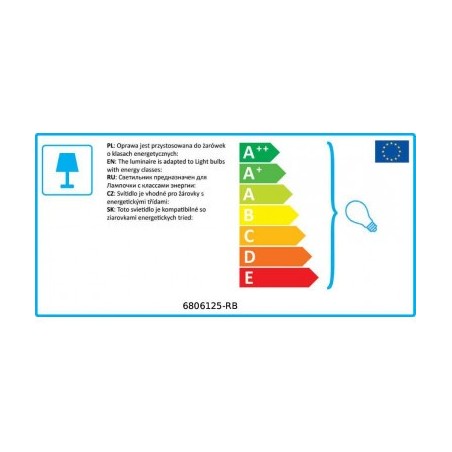 PL: Oprawa jest przystosowana do żarówek
o klasach energetycznych:
EN: The luminaire is adapted to Light bulbs
with energy classes:
RU: Светильник предназначен для
Лампочки с классами энергии:
CZ: Svítidlo je vhodné pro žárovky s
energetickými třídami:
SK: Toto svietidlo je kompatibilné so
žiarovkami energetických tried:
A++
A+
A
B
C
D
E
6806125-RB